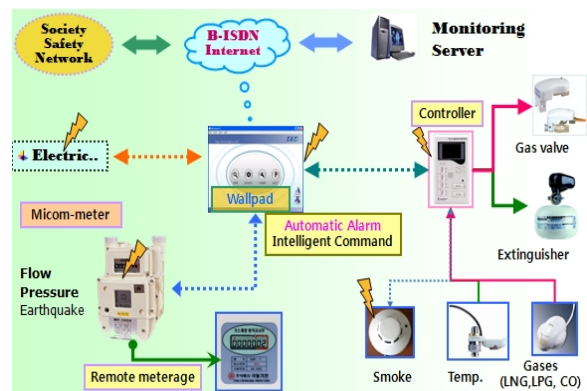 Society
Safety
Network
B-ISDN
Internet
Monitoring
Server
Controller
Gas valve
Electric..
Wallpad
Automatic Alarm
Intelligent Command
Micom-meter
Extinguisher
Flow
Pressure
Earthquake
Remote meterage
0000002
Smoke
Temp.
Gases
(LNG,LPG, CO)